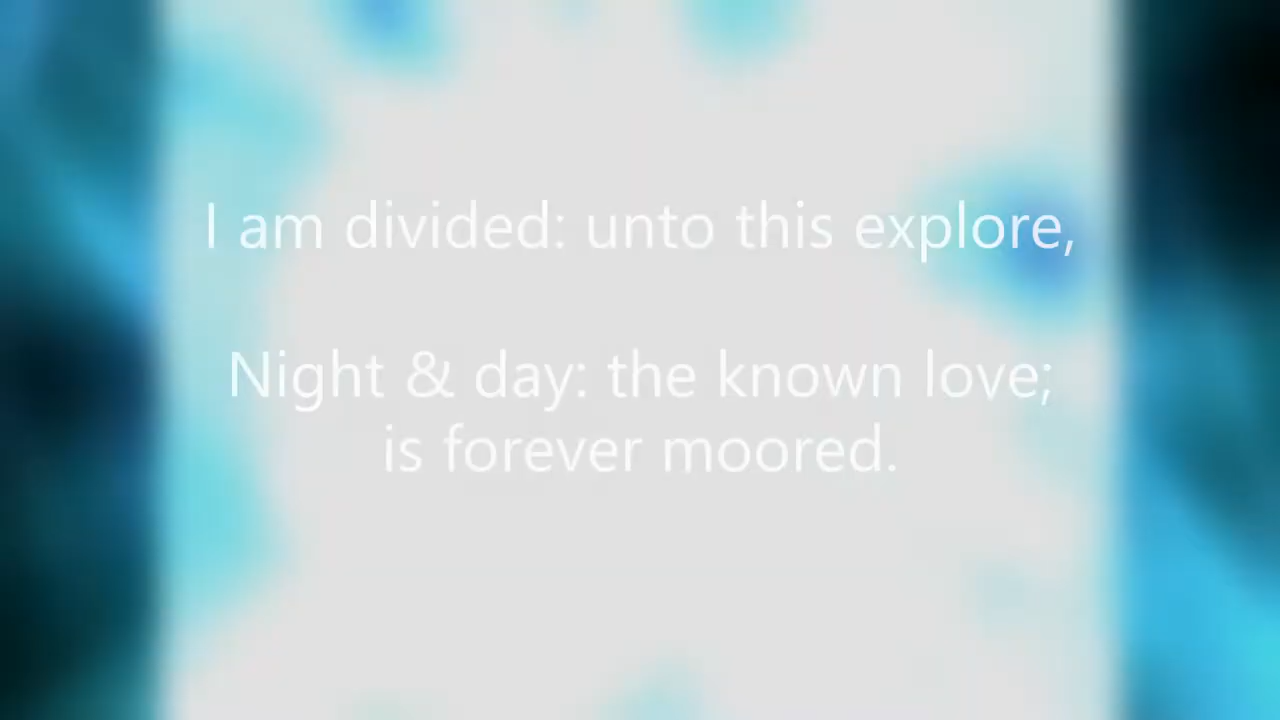 I am divided: unto this explore,
Night & day: the known love;
is forever moored.